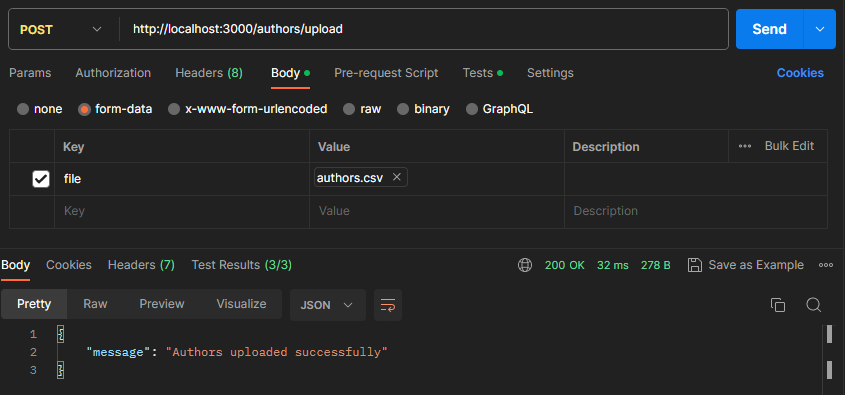 POST http://localhost:3000/authors/upload Send
Params Authorization Headers (8) Body Pre-request Script Tests Settings Cookies
none form-data x-www-form-urlencoded raw binary GraphQL
Key Value Description Bulk Edit
file authors.csv
Key Value Description
Body Cookies Headers (7) Test Results (3/3) 200 OK 32 ms 278 B Save as Example
Pretty Raw Preview Visualize JSON
1 {
2 "message": "Authors uploaded successfully"
3 }